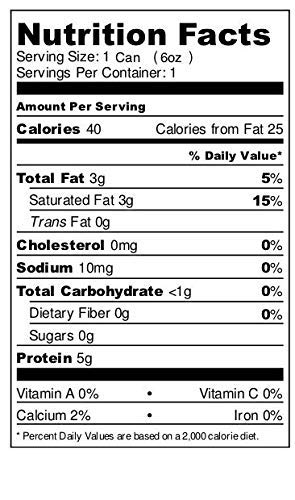 Nutrition Facts
Serving Size: 1 Can (6oz)
Servings Per Container: 1
Amount Per Serving
Calories 40 Calories from Fat 25
% Daily Value*
Total Fat 3g 5%
Saturated Fat 3g 15%
Trans Fat 0g
Cholesterol 0mg 0%
Sodium 10mg 0%
Total Carbohydrate <1g 0%
Dietary Fiber 0g 0%
Sugars 0g
Protein 5g
Vitamin A 0% • Vitamin C 0%
Calcium 2% • Iron 0%
* Percent Daily Values are based on a 2,000 calorie diet.